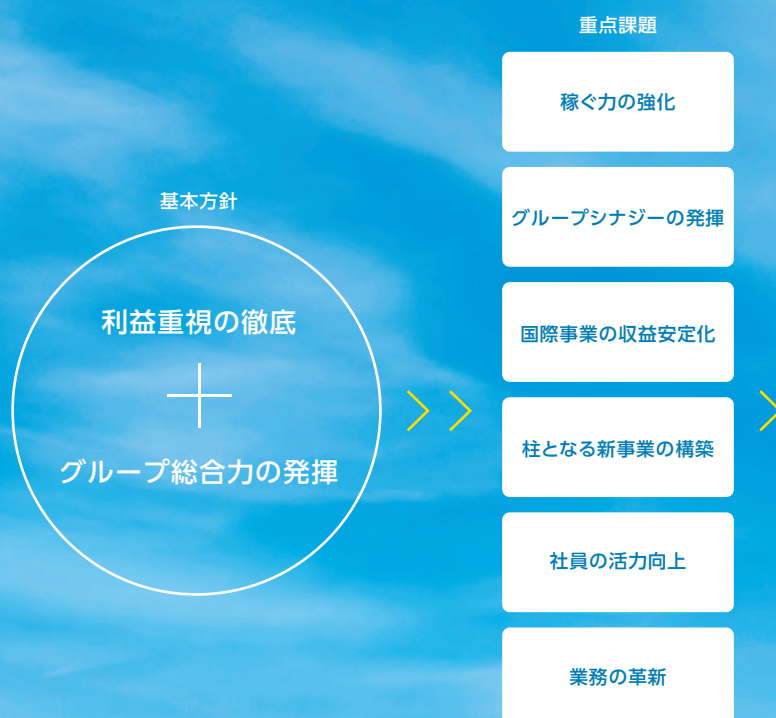 基本方針
利益重視の徹底
グループ総合力の発揮
重点課題
稼ぐ力の強化
グループシナジーの発揮
国際事業の収益安定化
柱となる新事業の構築
社員の活力向上
業務の革新